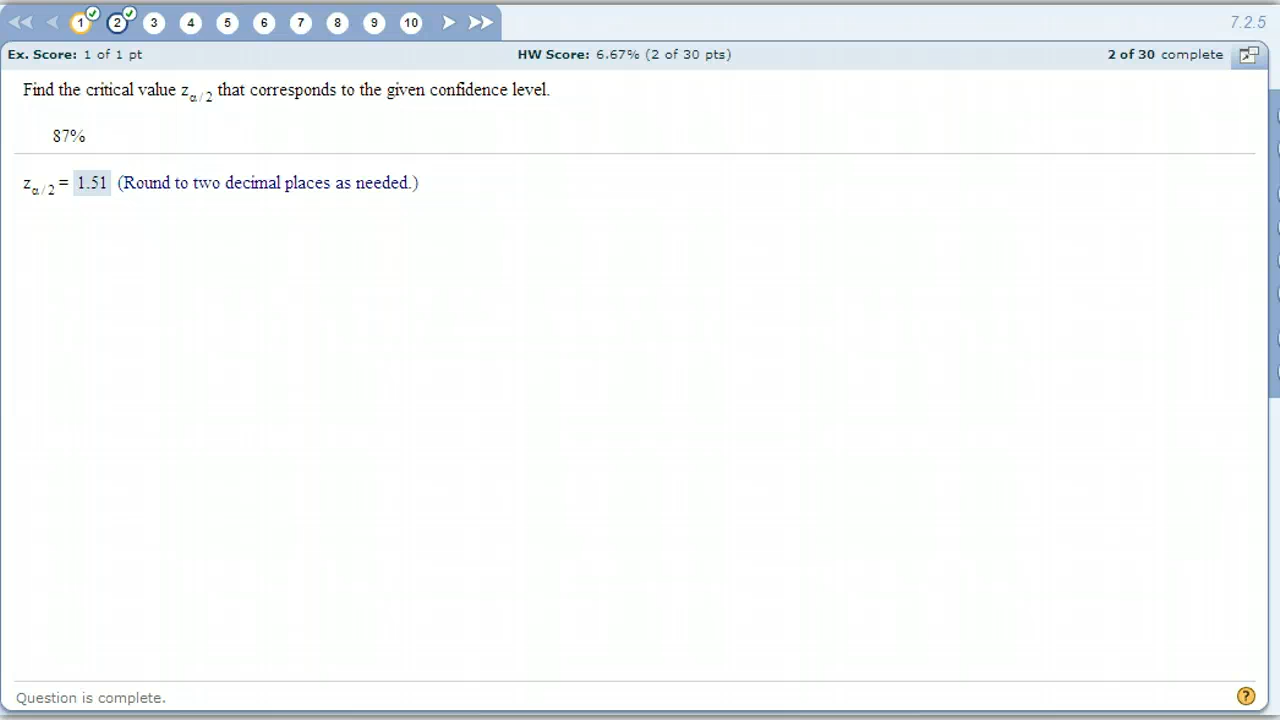 1 2 3 4 5 6 7 8 9 10
7.2.5
Ex. Score: 1 of 1 pt HW Score: 6.67% (2 of 30 pts) 2 of 30 complete
Find the critical value z α / 2 that corresponds to the given confidence level.
87%
z α / 2 = 1.51 (Round to two decimal places as needed.)
Question is complete. ?